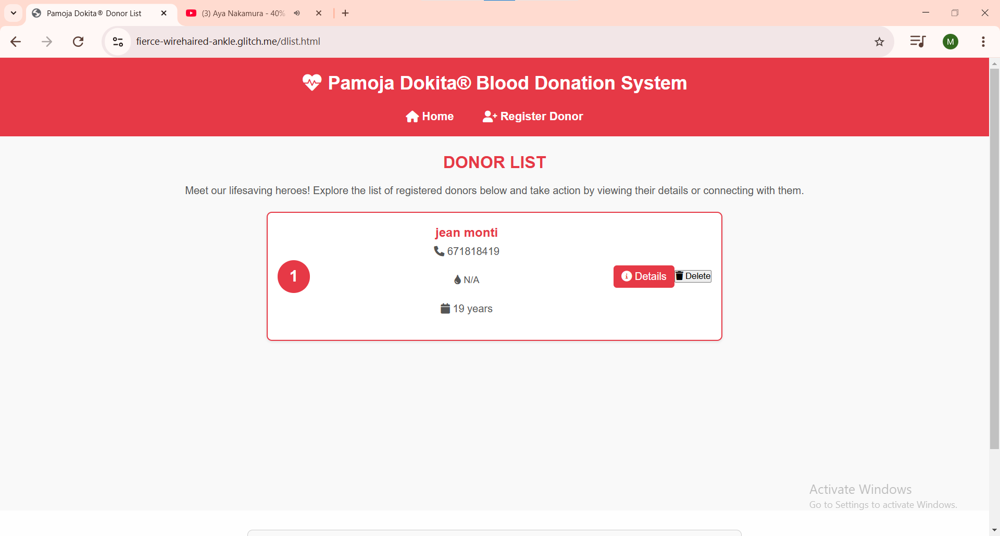 Pamoja Dokita® Donor List
(3) Aya Nakamura - 40%
fierce-wirehaired-ankle.glitch.me/dlist.html
M
Pamoja Dokita® Blood Donation System
Home
Register Donor
DONOR LIST
Meet our lifesaving heroes! Explore the list of registered donors below and take action by viewing their details or connecting with them.
jean monti
671818419
1
Details
Delete
N/A
19 years
Activate Windows
Go to Settings to activate Windows.